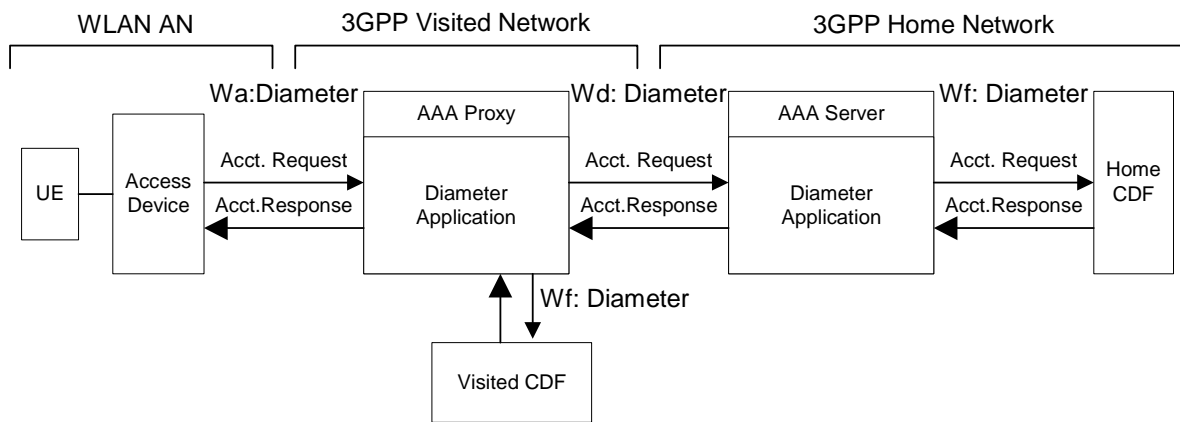 WLAN AN
3GPP Visited Network
3GPP Home Network
Wa:Diameter
Wd: Diameter
Wf: Diameter
AAA Proxy
AAA Server
UE
Access
Device
Acct. Request
Acct.Response
Diameter
Application
Acct. Request
Acct.Response
Diameter
Application
Acct. Request
Acct.Response
Home
CDF
Wf: Diameter
Visited CDF